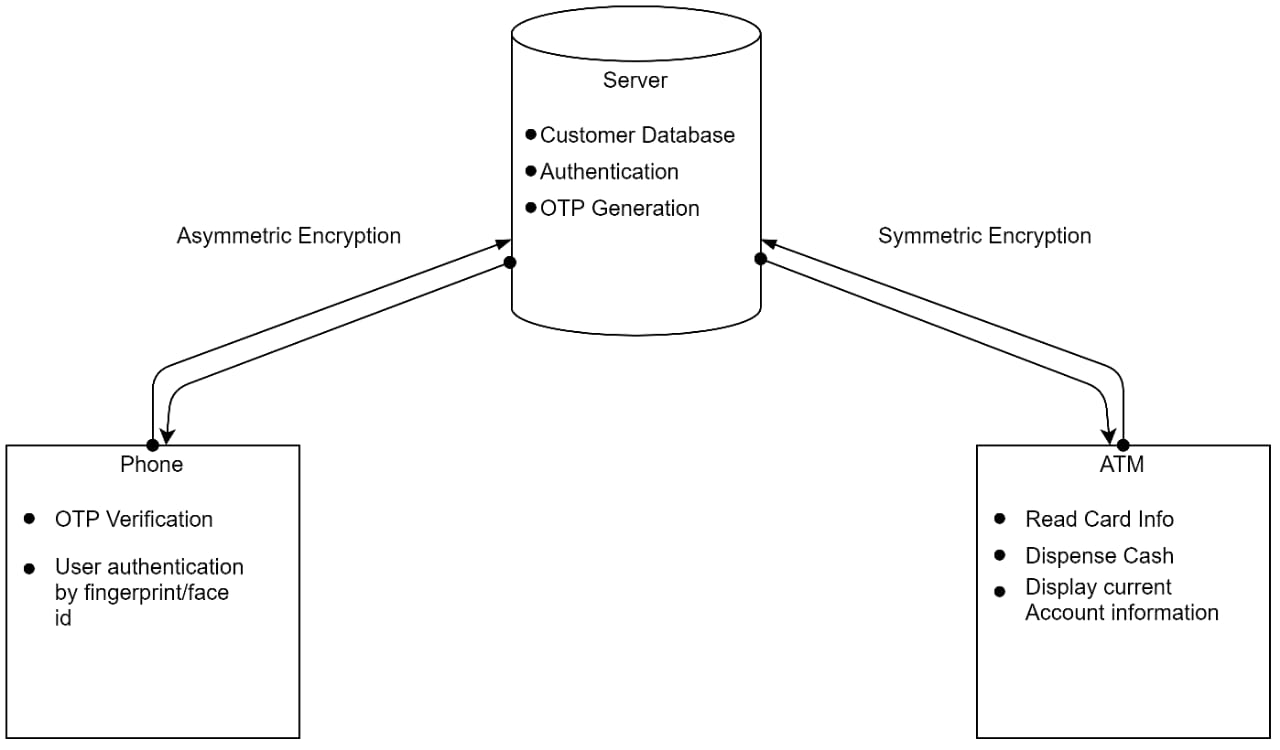 Server
Customer Database
Authentication
OTP Generation
Asymmetric Encryption
Symmetric Encryption
Phone
OTP Verification
User authentication
by fingerprint/face
id
ATM
Read Card Info
Dispense Cash
Display current
Account information